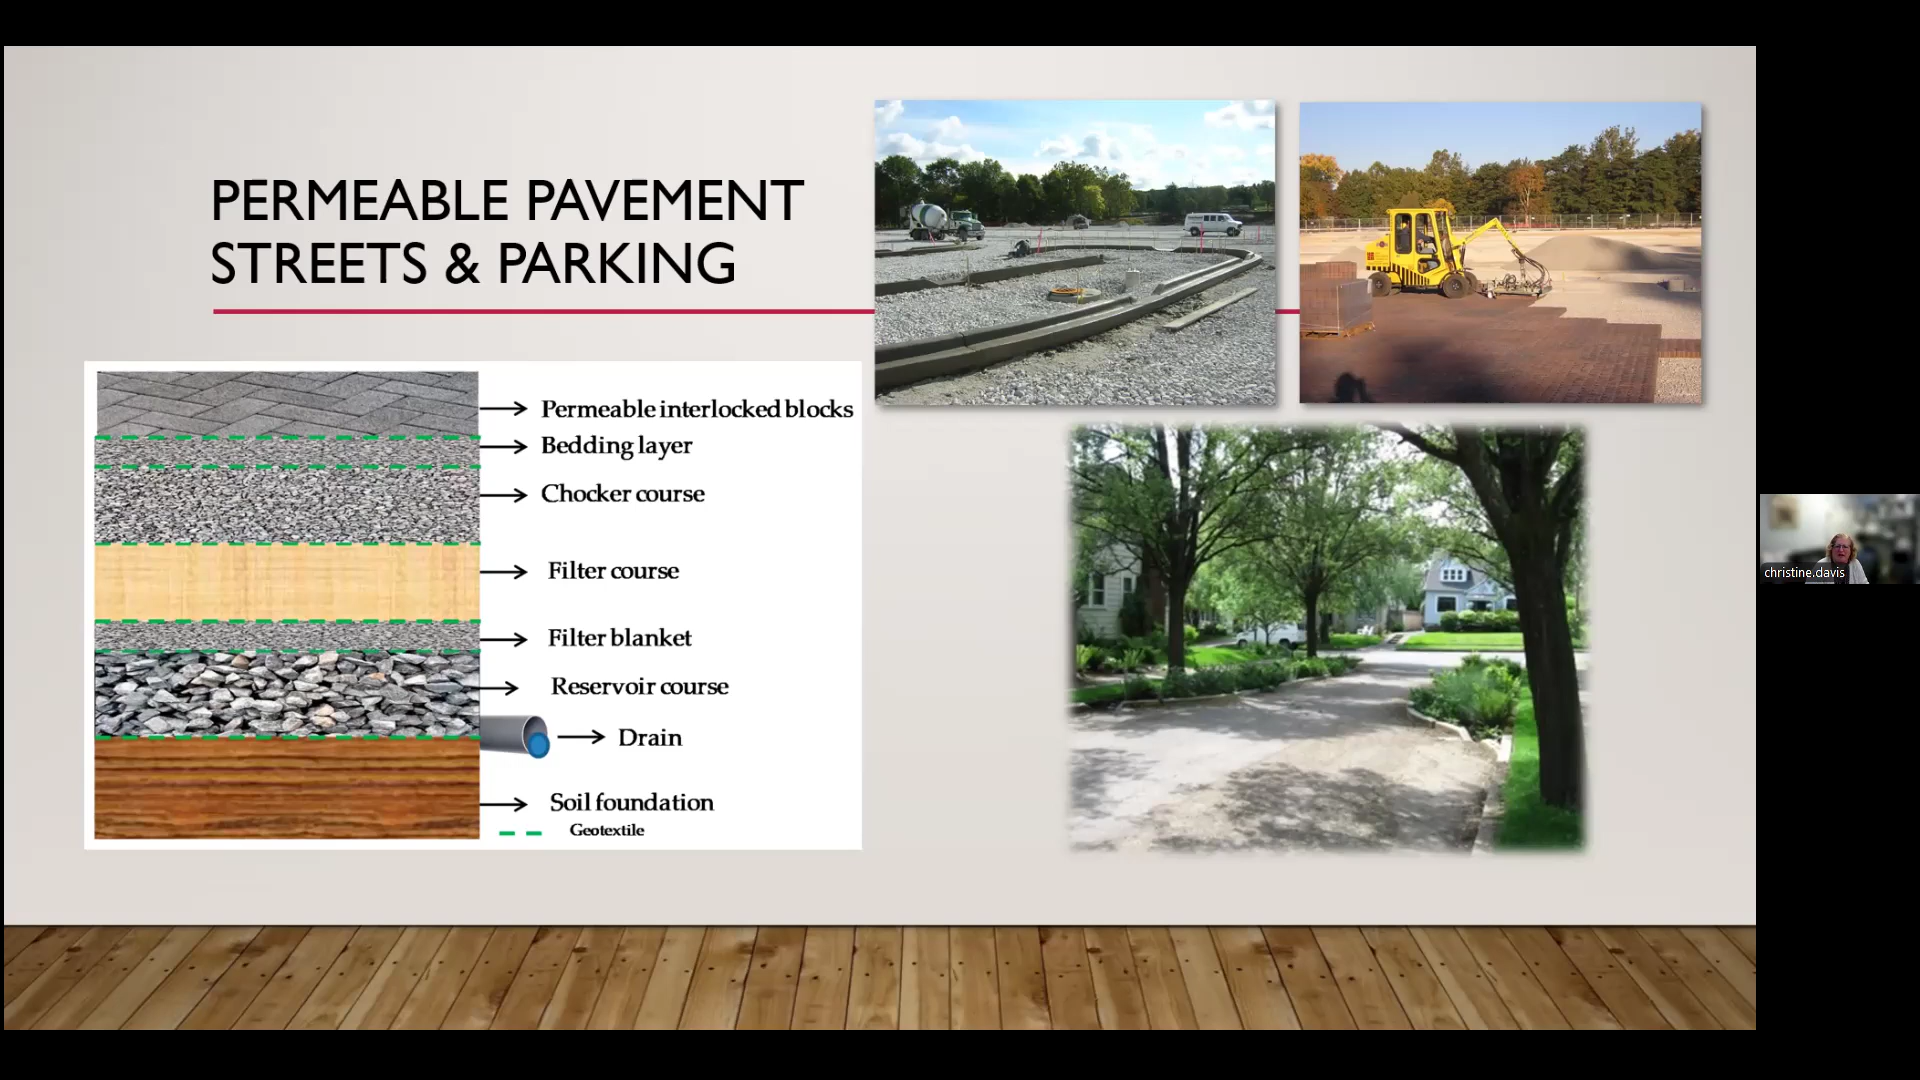 PERMEABLE PAVEMENT
STREETS & PARKING
Permeable interlocked blocks
Bedding layer
Chocker course
Filter course
Filter blanket
Reservoir course
Drain
Soil foundation
Geotextile
christine.davis